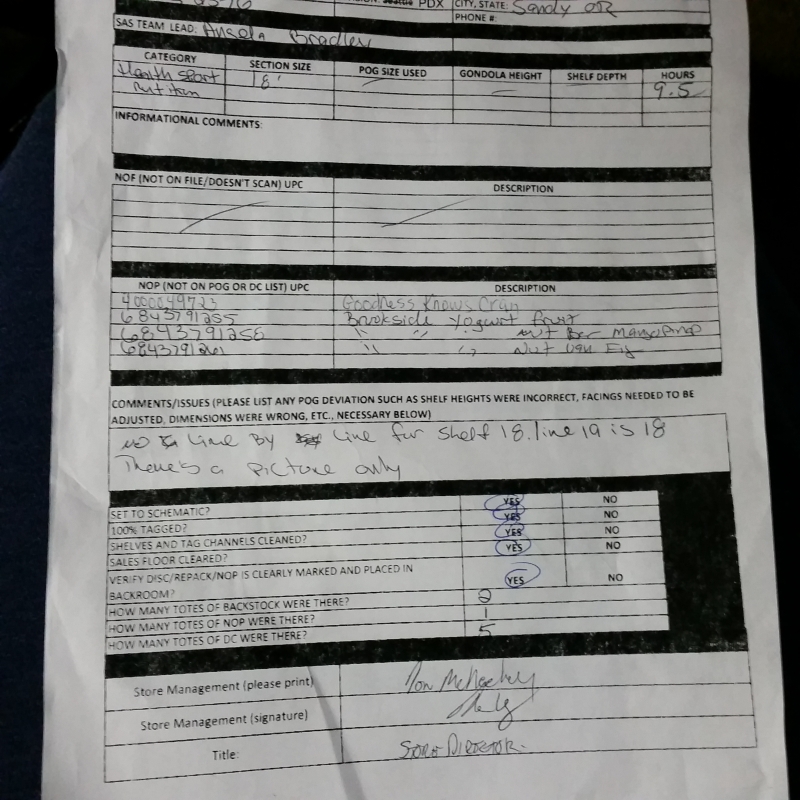 PDX CITY, STATE: Sandy OR
PHONE #:
SAS TEAM LEAD: Angela Bradley
CATEGORY SECTION SIZE POG SIZE USED GONDOLA HEIGHT SHELF DEPTH HOURS
Health sport 18' 9.5
INFORMATIONAL COMMENTS:
NOF (NOT ON FILE/DOESN'T SCAN) UPC DESCRIPTION
NOP (NOT ON POG OR DC LIST) UPC DESCRIPTION
4000049723 Goodness Knows Cran
6843791255 Brookside Yogurt fruit
6843791258 " " nut Bar Mango
6843791261 " "
COMMENTS/ISSUES (PLEASE LIST ANY POG DEVIATION SUCH AS SHELF HEIGHTS WERE INCORRECT, FACINGS NEEDED TO BE
ADJUSTED, DIMENSIONS WERE WRONG, ETC., NECESSARY BELOW)
no Line By Line for shelf 18. line 19 is 18
There's a picture only
SET TO SCHEMATIC? YES NO
100% TAGGED? YES NO
SHELVES AND TAG CHANNELS CLEANED? YES NO
SALES FLOOR CLEARED? YES NO
VERIFY DISC/REPACK/NOP IS CLEARLY MARKED AND PLACED IN
BACKROOM? YES NO
HOW MANY TOTES OF BACKSTOCK WERE THERE? 2
HOW MANY TOTES OF NOP WERE THERE? 1
HOW MANY TOTES OF DC WERE THERE? 5
Store Management (please print)
Store Management (signature)
Title: STORE DIRECTOR